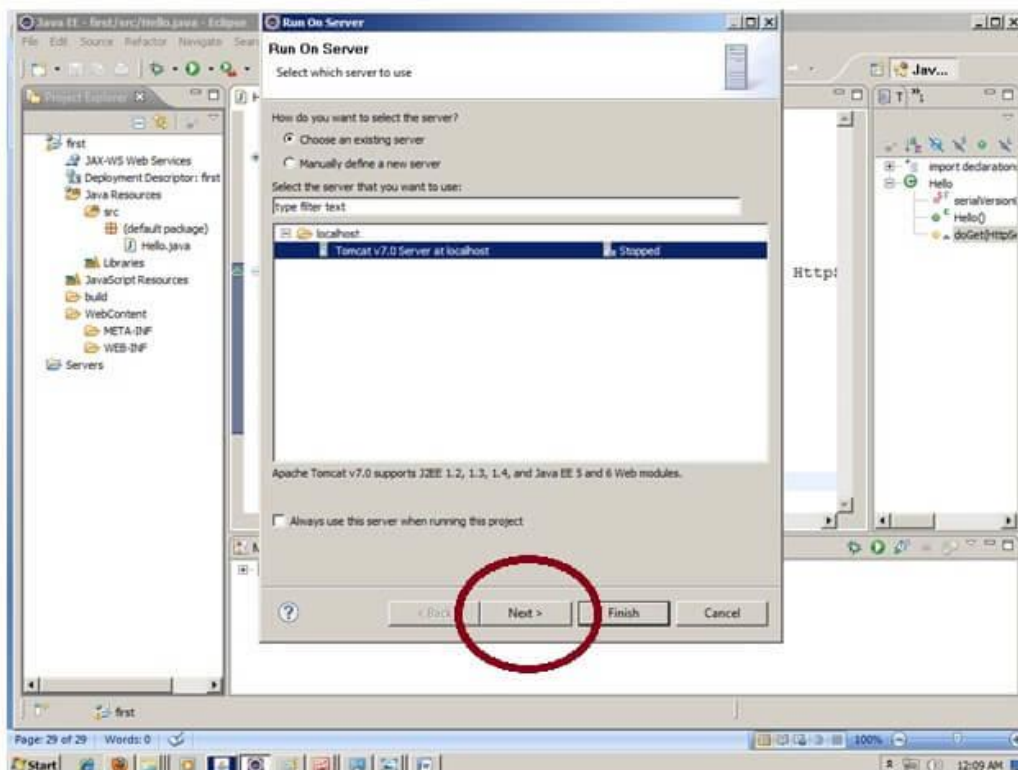 Java EE - first/src/Hello.java - Eclipse
File Edit Source Refactor Navigate Sear
Run On Server
Run On Server
Select which server to use
How do you want to select the server?
Choose an existing server
Manually define a new server
Select the server that you want to use:
type filter text
localhost
Tomcat v7.0 Server at localhost Stopped
Apache Tomcat v7.0 supports J2EE 1.2, 1.3, 1.4, and Java EE 5 and 6 Web modules.
Always use this server when running this project
< Back Next > Finish Cancel
Project Explorer
first
JAX-WS Web Services
Deployment Descriptor: first
Java Resources
src
(default package)
Hello.java
Libraries
JavaScript Resources
build
WebContent
META-INF
WEB-INF
Servers
Jav...
import declaration
Hello
serialVersionU
Hello()
doGet(HttpSe
HttpS
first
Page: 29 of 29 Words: 0 100%
Start 12:09 AM